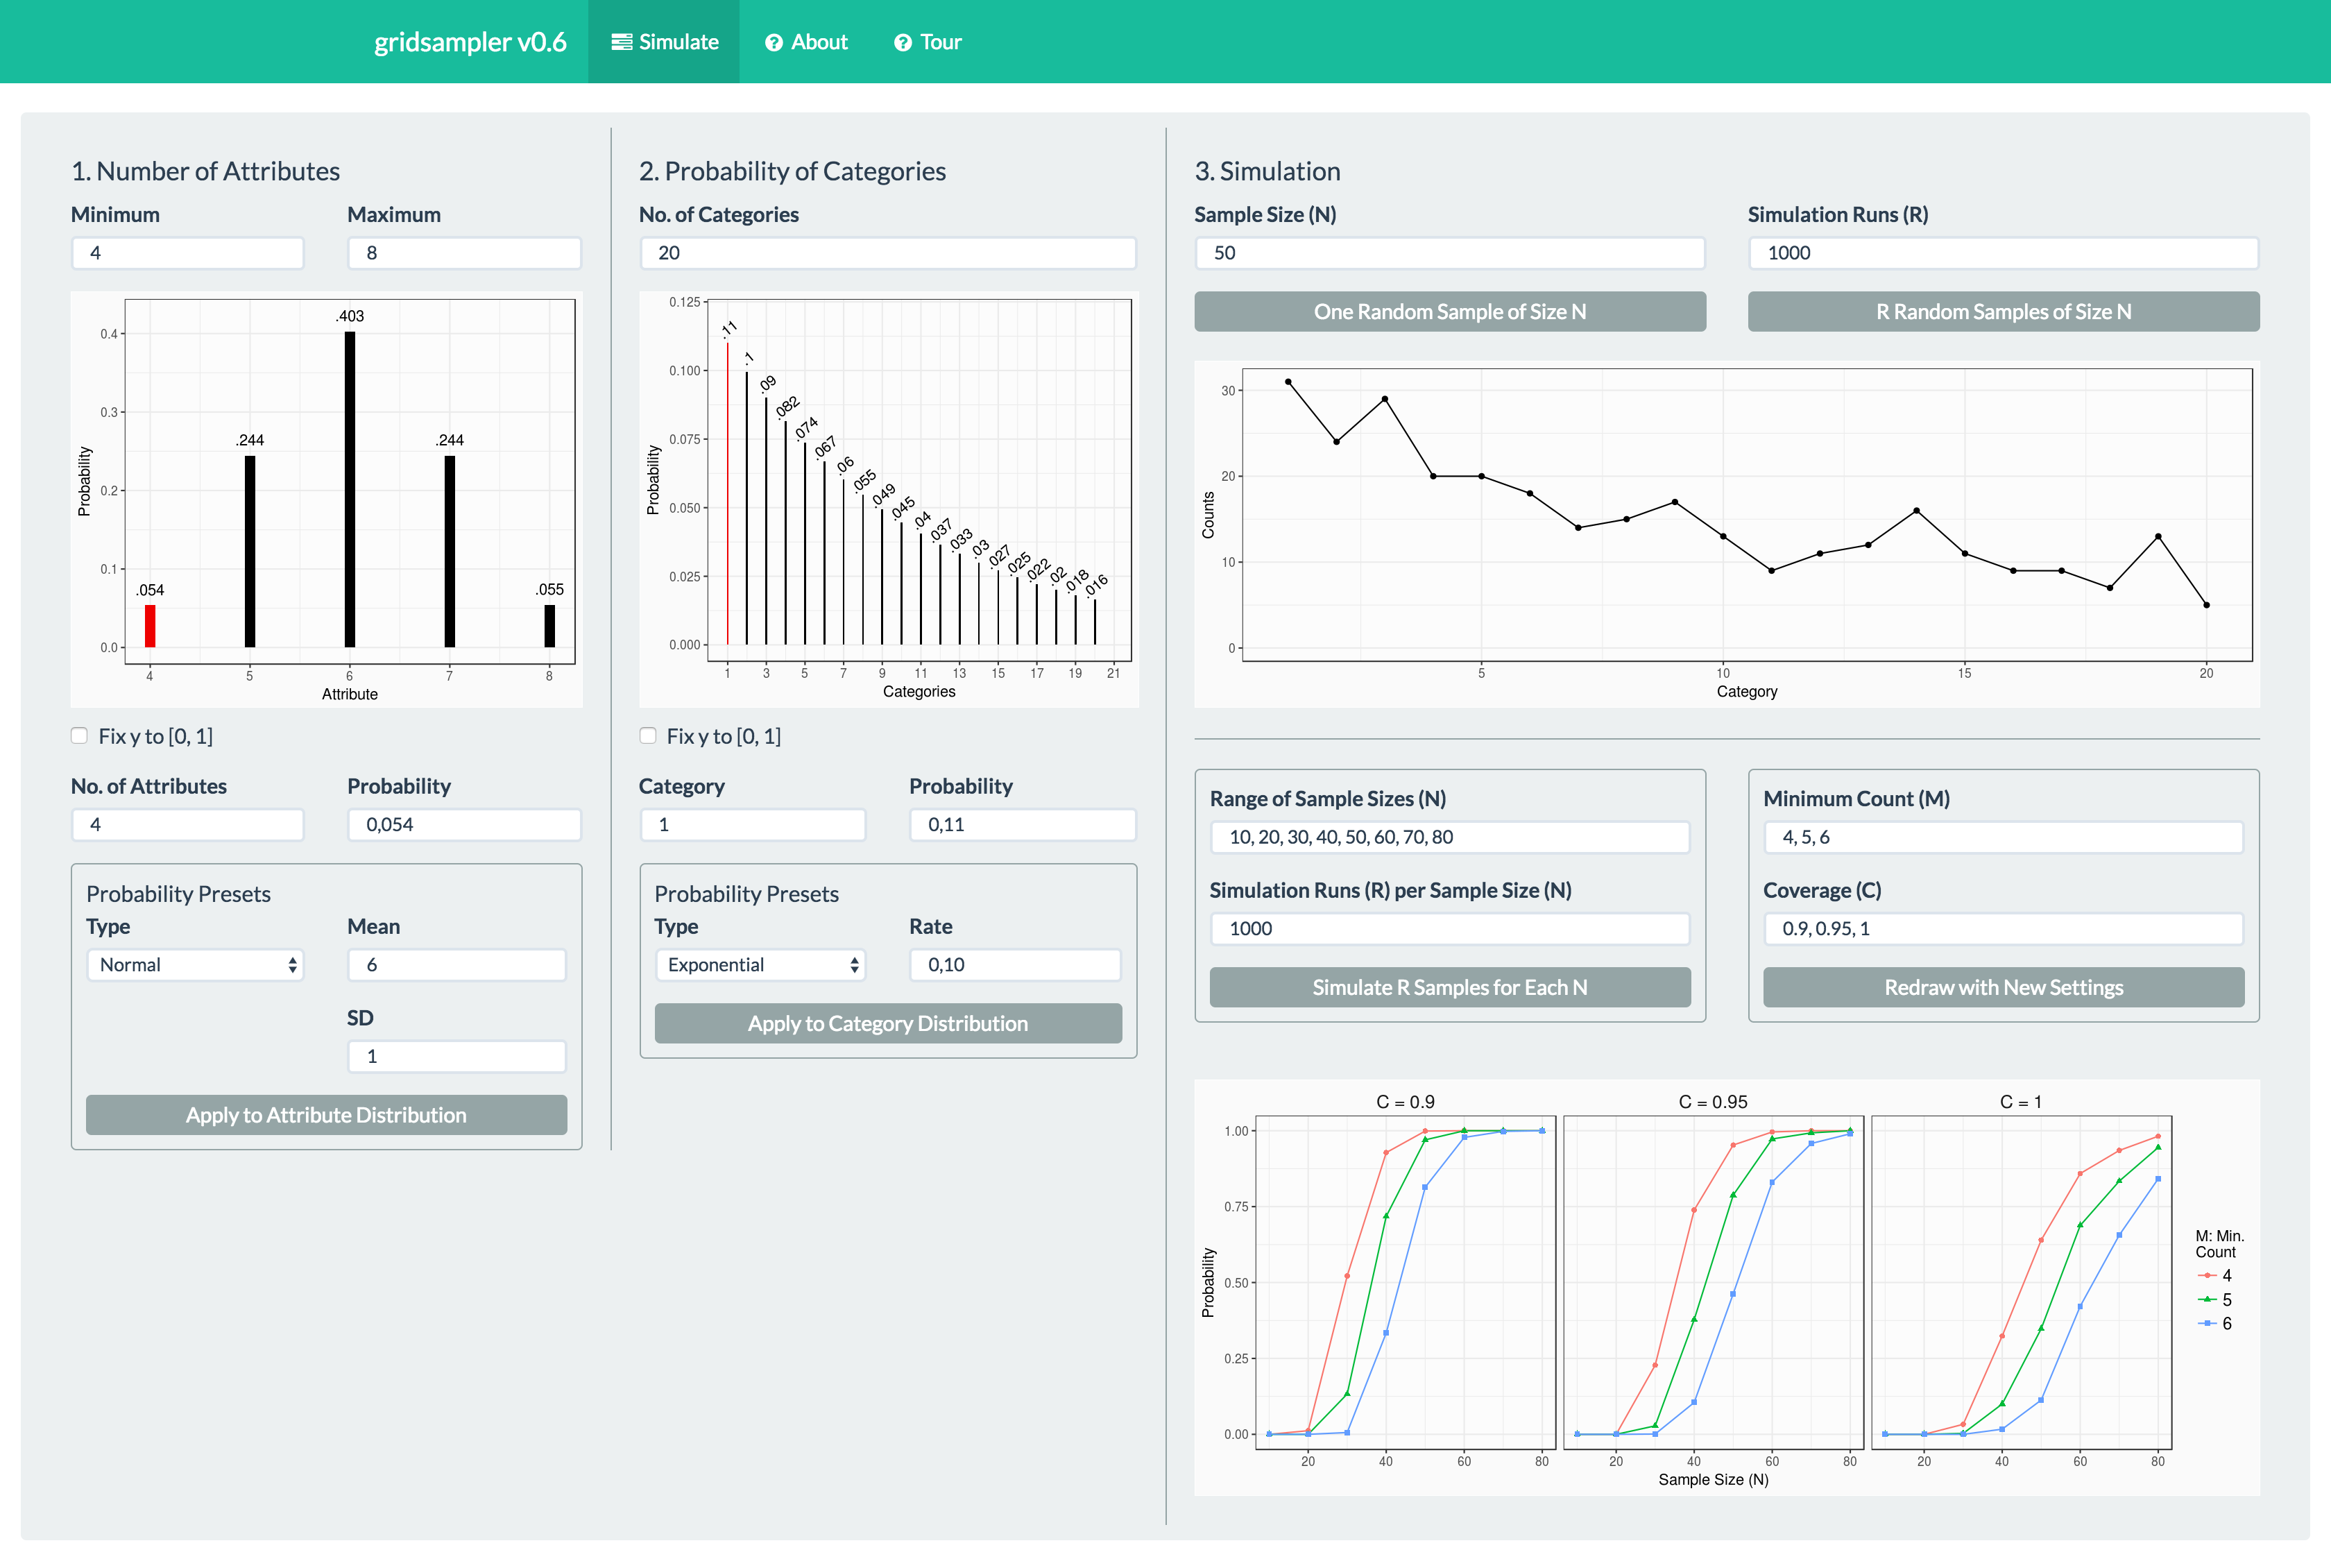 gridsampler v0.6 Simulate About Tour
1. Number of Attributes
Minimum Maximum
4 8
Probability
0.4
0.3
0.2
0.1
0.0
.054 .244 .403 .244 .055
4 5 6 7 8
Attribute
Fix y to [0, 1]
No. of Attributes Probability
4 0,054
Probability Presets
Type Mean
Normal 6
SD
1
Apply to Attribute Distribution
2. Probability of Categories
No. of Categories
20
Probability
0.125
0.100
0.075
0.050
0.025
0.000
.11 .1 .09 .082 .074 .067 .06 .055 .049 .045 .04 .037 .033 .03 .027 .025 .022 .02 .018 .016
1 3 5 7 9 11 13 15 17 19 21
Categories
Fix y to [0, 1]
Category Probability
1 0,11
Probability Presets
Type Rate
Exponential 0,10
Apply to Category Distribution
3. Simulation
Sample Size (N) Simulation Runs (R)
50 1000
One Random Sample of Size N R Random Samples of Size N
Counts
30
20
10
0
5 10 15 20
Category
Range of Sample Sizes (N)
10, 20, 30, 40, 50, 60, 70, 80
Simulation Runs (R) per Sample Size (N)
1000
Simulate R Samples for Each N
Minimum Count (M)
4, 5, 6
Coverage (C)
0.9, 0.95, 1
Redraw with New Settings
C = 0.9 C = 0.95 C = 1
Probability
1.00
0.75
0.50
0.25
0.00
20 40 60 80 20 40 60 80 20 40 60 80
Sample Size (N)
M: Min.
Count
4
5
6